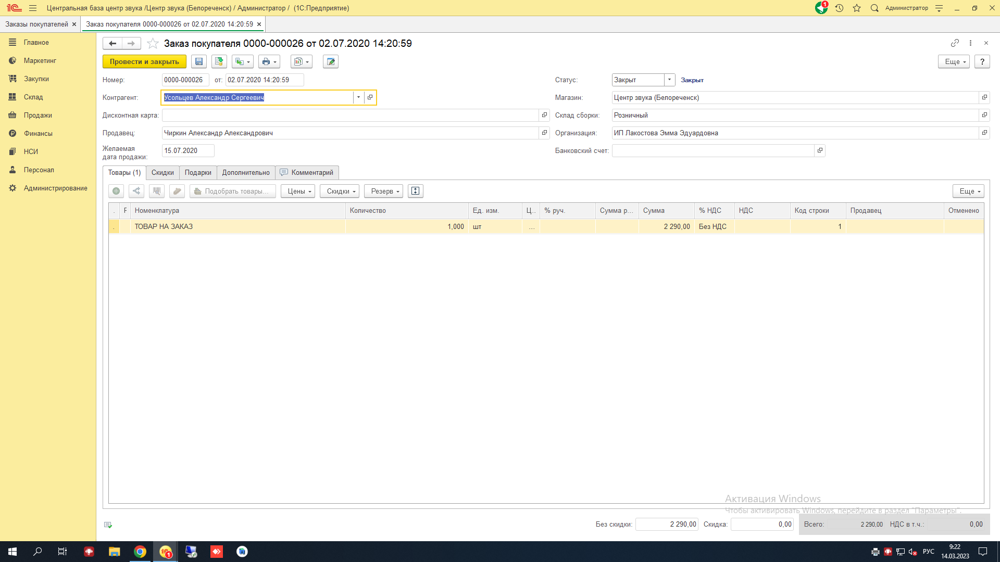 Центральная база центр звука /Центр звука (Белореченск) / Администратор / (1С:Предприятие)
1
Администратор
Заказы покупателей
Заказ покупателя 0000-000026 от 02.07.2020 14:20:59
Главное
Маркетинг
Закупки
Склад
Продажи
Финансы
НСИ
Персонал
Администрирование
Заказ покупателя 0000-000026 от 02.07.2020 14:20:59
Провести и закрыть
Еще
?
Номер: 0000-000026 от: 02.07.2020 14:20:59
Статус: Закрыт Закрыт
Контрагент: Усольцев Александр Сергеевич
Магазин: Центр звука (Белореченск)
Дисконтная карта:
Склад сборки: Розничный
Продавец: Чиркин Александр Александрович
Организация: ИП Лакостова Эмма Эдуардовна
Желаемая
дата продажи: 15.07.2020
Банковский счет:
Товары (1) Скидки Подарки Дополнительно Комментарий
Подобрать товары... Цены Скидки Резерв Еще
. Номенклатура Количество Ед. изм. Ц.. % руч. Сумма р... Сумма % НДС НДС Код строки Продавец Отменено
. ТОВАР НА ЗАКАЗ 1,000 шт ... 2 290,00 Без НДС 1
Активация Windows
Чтобы активировать Windows, перейдите в раздел "Параметры".
Без скидки: 2 290,00 Скидка: 0,00 Всего: 2 290,00 НДС в т.ч.: 0,00
1
РУС
9:22
14.03.2023